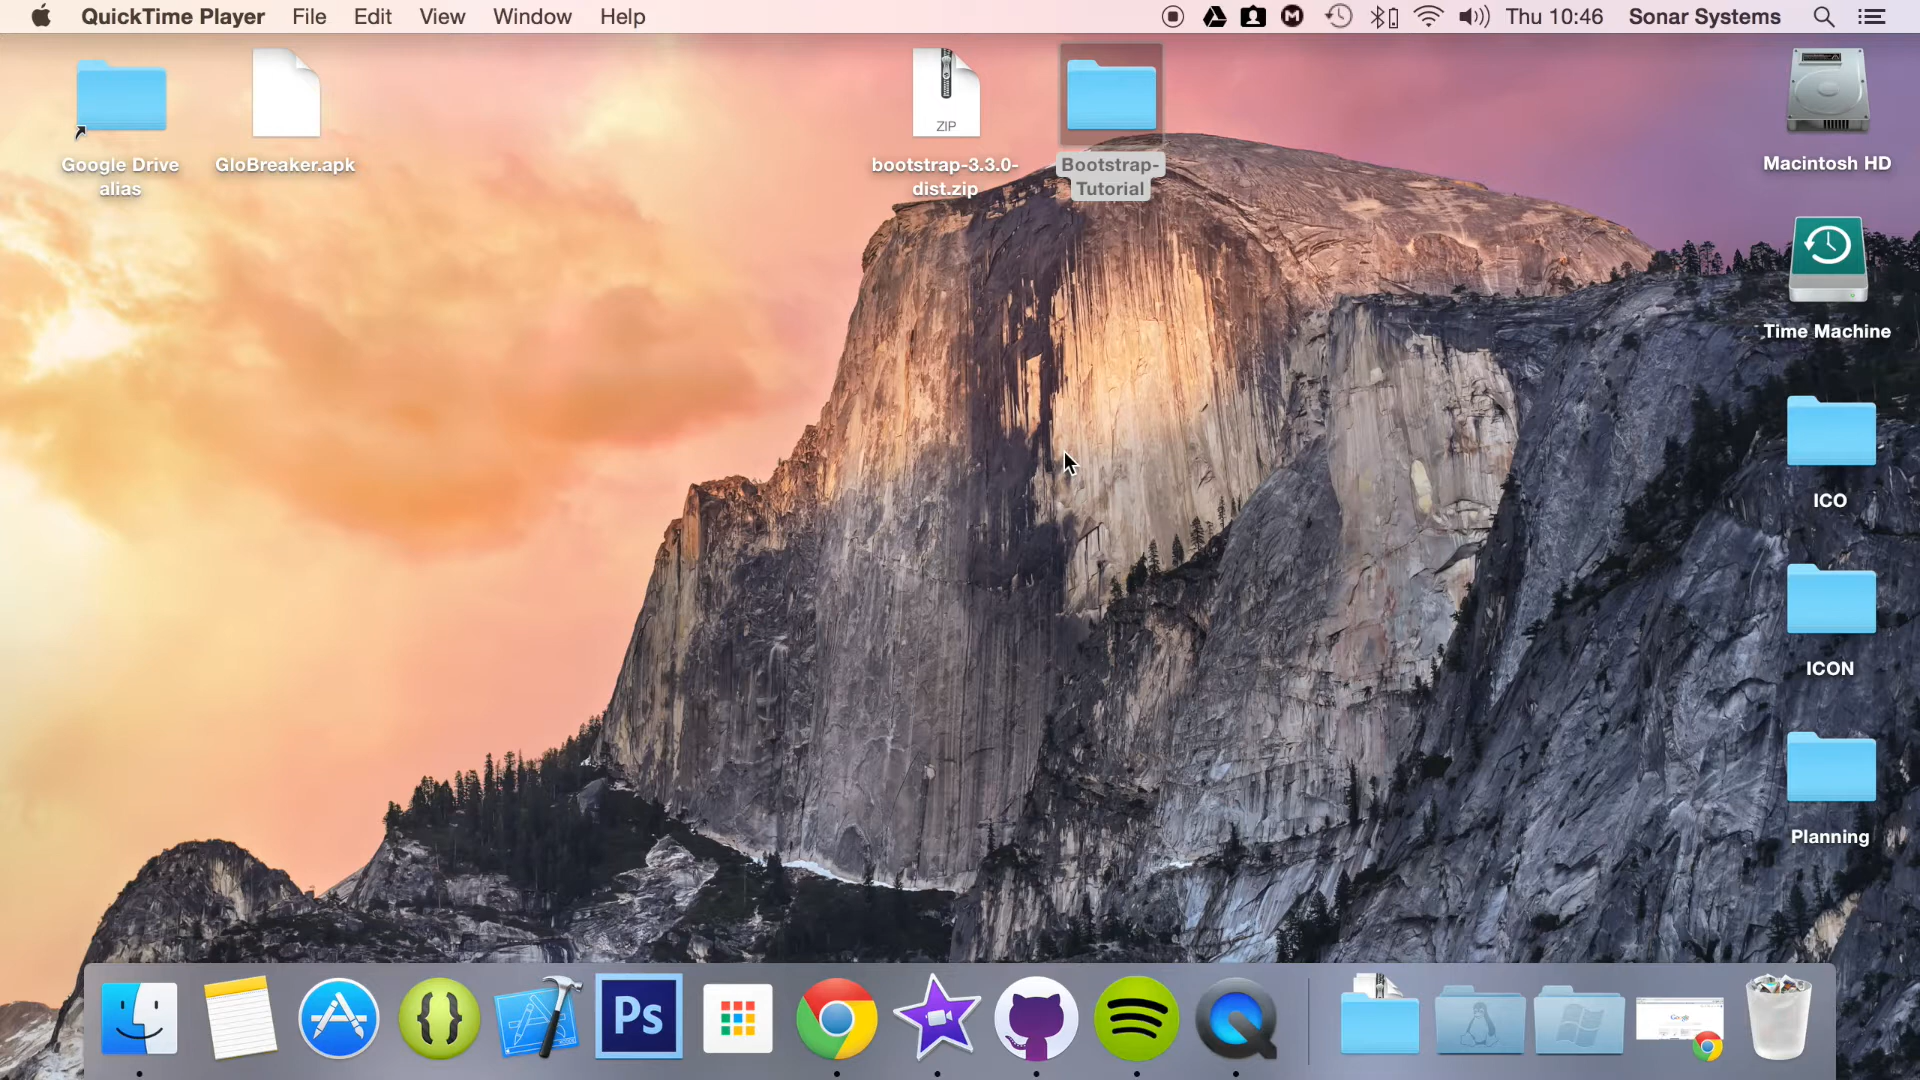 QuickTime Player File Edit View Window Help Thu 10:46 Sonar Systems
Google Drive
alias
GloBreaker.apk
ZIP
bootstrap-3.3.0-
dist.zip
Bootstrap-
Tutorial
Macintosh HD
Time Machine
ICO
ICON
Planning
Ps
Google